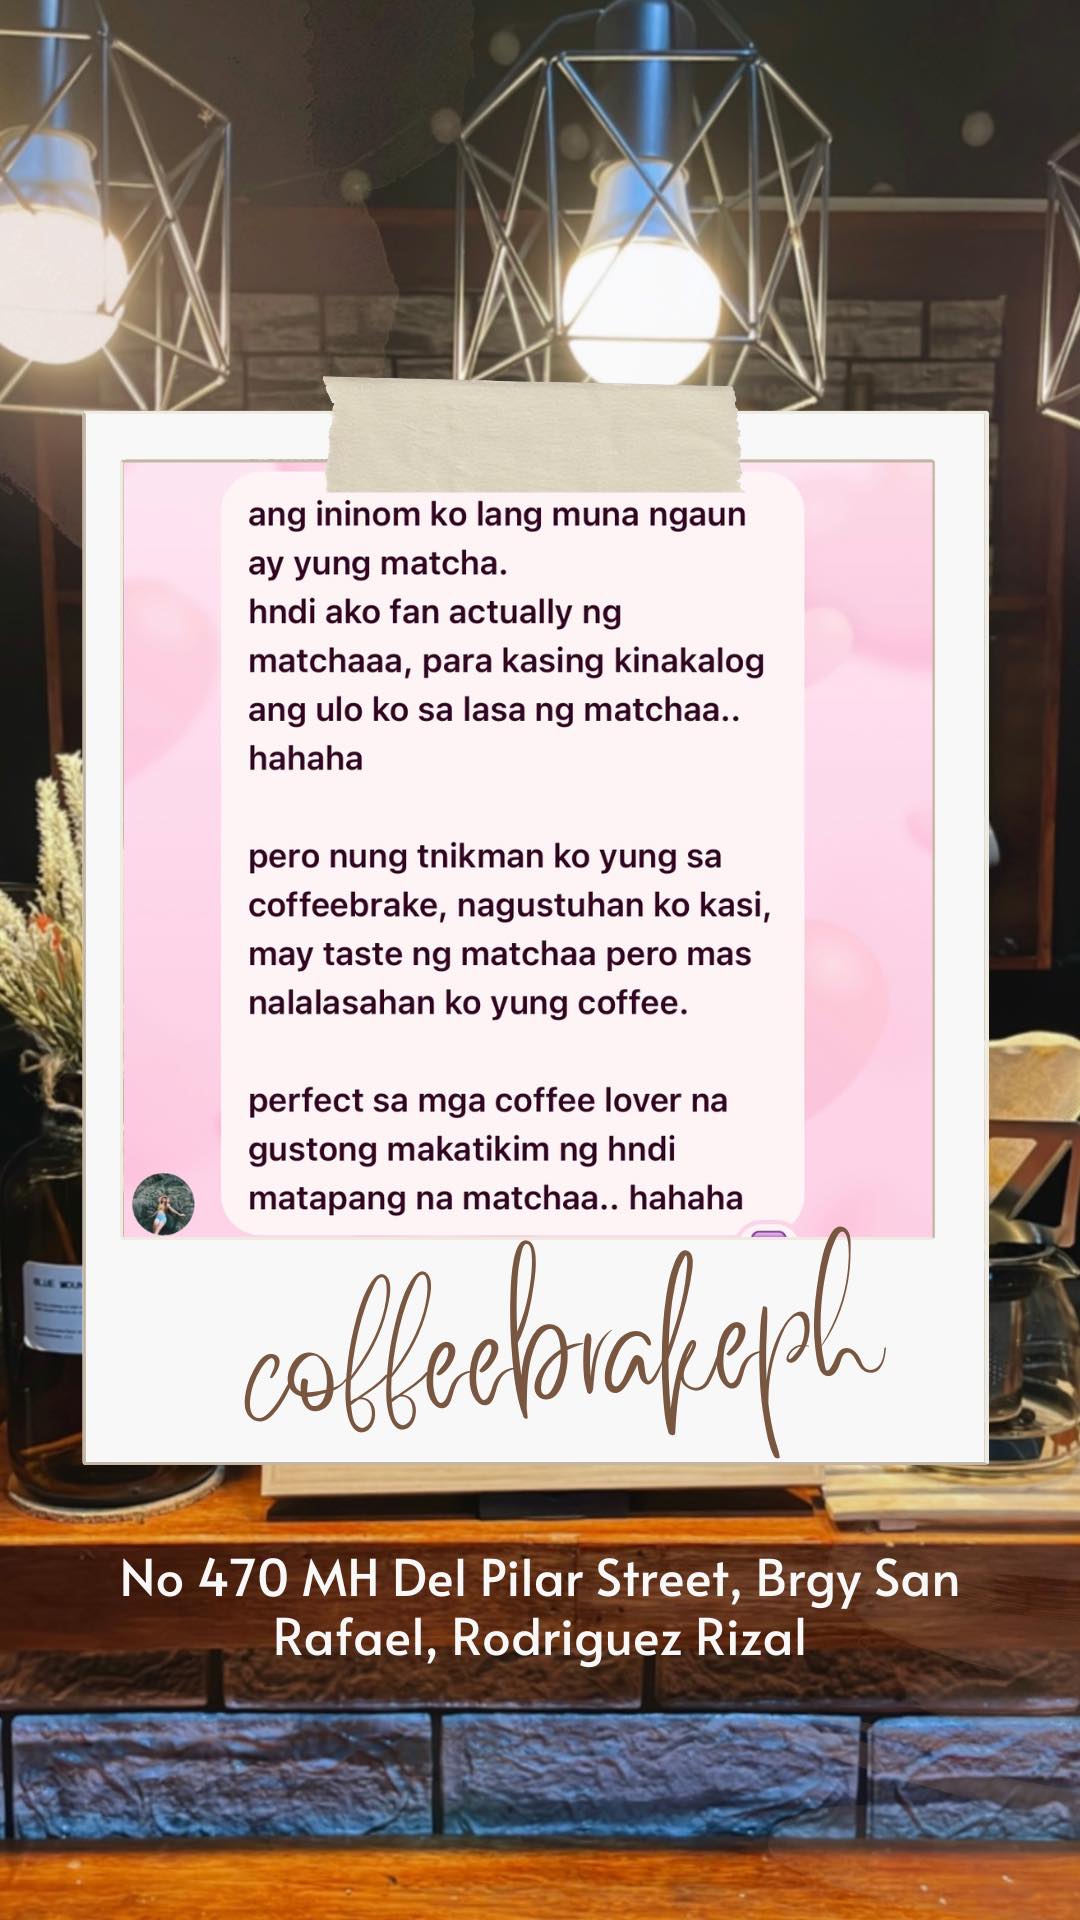 ang ininom ko lang muna ngaun
ay yung matcha.
hndi ako fan actually ng
matchaaa, para kasing kinakalog
ang ulo ko sa lasa ng matchaa..
hahaha
pero nung tnikman ko yung sa
coffeebrake, nagustuhan ko kasi,
may taste ng matchaa pero mas
nalalasahan ko yung coffee.
perfect sa mga coffee lover na
gustong makatikim ng hndi
matapang na matchaa.. hahaha
BLUE
coffeebrakeph
No 470 MH Del Pilar Street, Brgy San
Rafael, Rodriguez Rizal